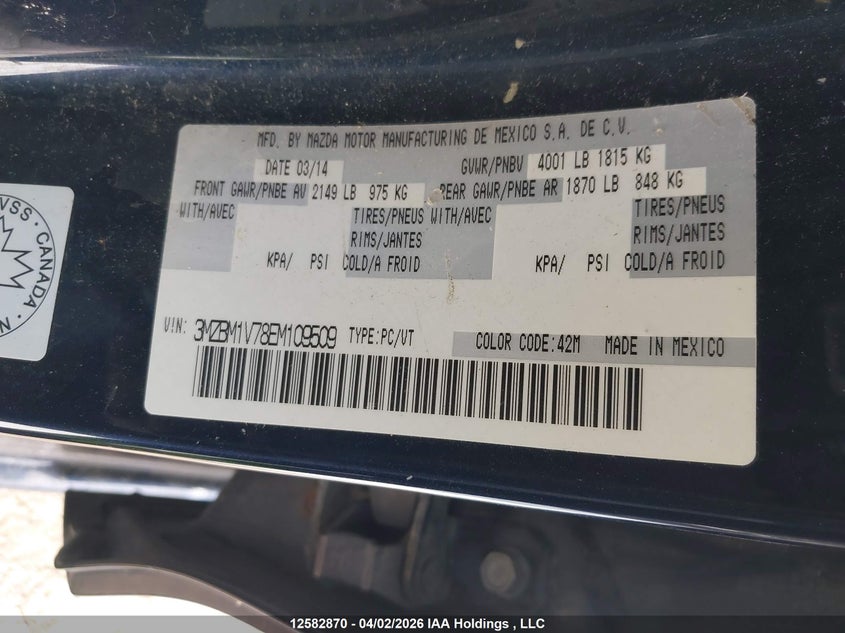 MFD. BY MAZDA MOTOR MANUFACTURING DE MEXICO S.A. DE C.V.
DATE 03/14 GVWR/PNBV 4001 LB 1815 KG
FRONT GAWR/PNBE AV 2149 LB 975 KG REAR GAWR/PNBE AR 1870 LB 848 KG
WITH/AVEC TIRES/PNEUS WITH/AVEC TIRES/PNEUS
RIMS/JANTES RIMS/JANTES
KPA/ PSI COLD/A FROID KPA/ PSI COLD/A FROID
VIN: 3MZBM1V78EM109509 TYPE:PC/VT COLOR CODE:42M MADE IN MEXICO
VSS · CANADA · N
12582870 - 04/02/2026 IAA Holdings , LLC